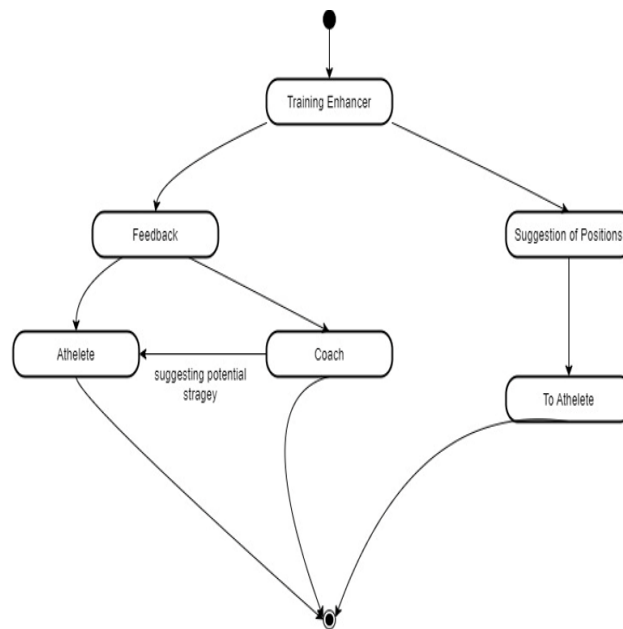 Training Enhancer
Feedback
Suggestion of Positions
Athelete
Coach
suggesting potential
stragey
To Athelete